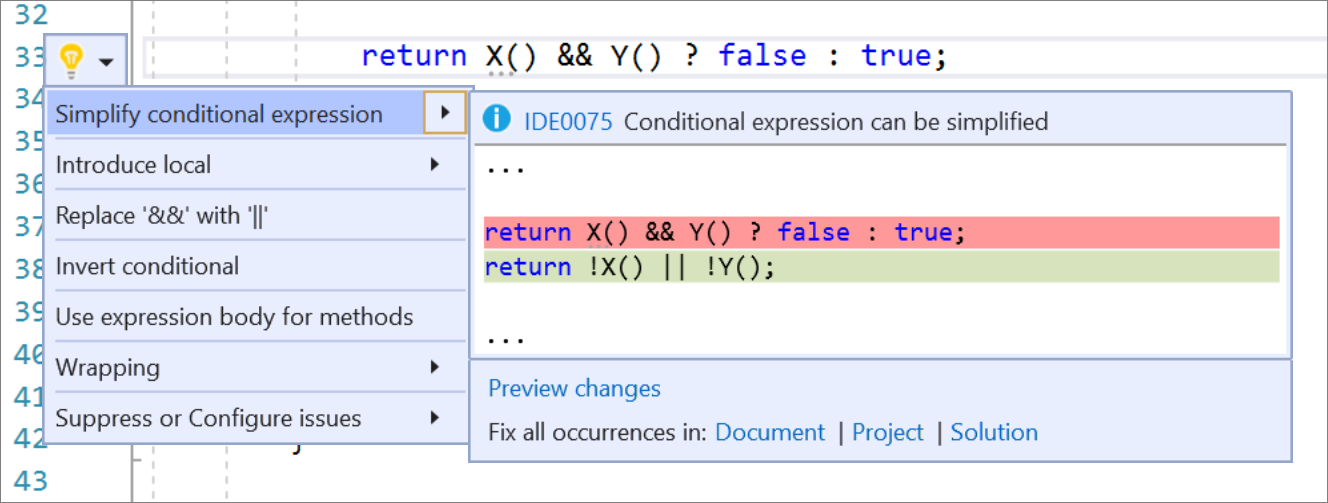 32
33 return X() && Y() ? false : true;
34
Simplify conditional expression
35
Introduce local
36
Replace '&&' with '||'
37
Invert conditional
38
Use expression body for methods
39
40
Wrapping
41
Suppress or Configure issues
42
43
IDE0075 Conditional expression can be simplified
...
return X() && Y() ? false : true;
return !X() || !Y();
...
Preview changes
Fix all occurrences in: Document | Project | Solution